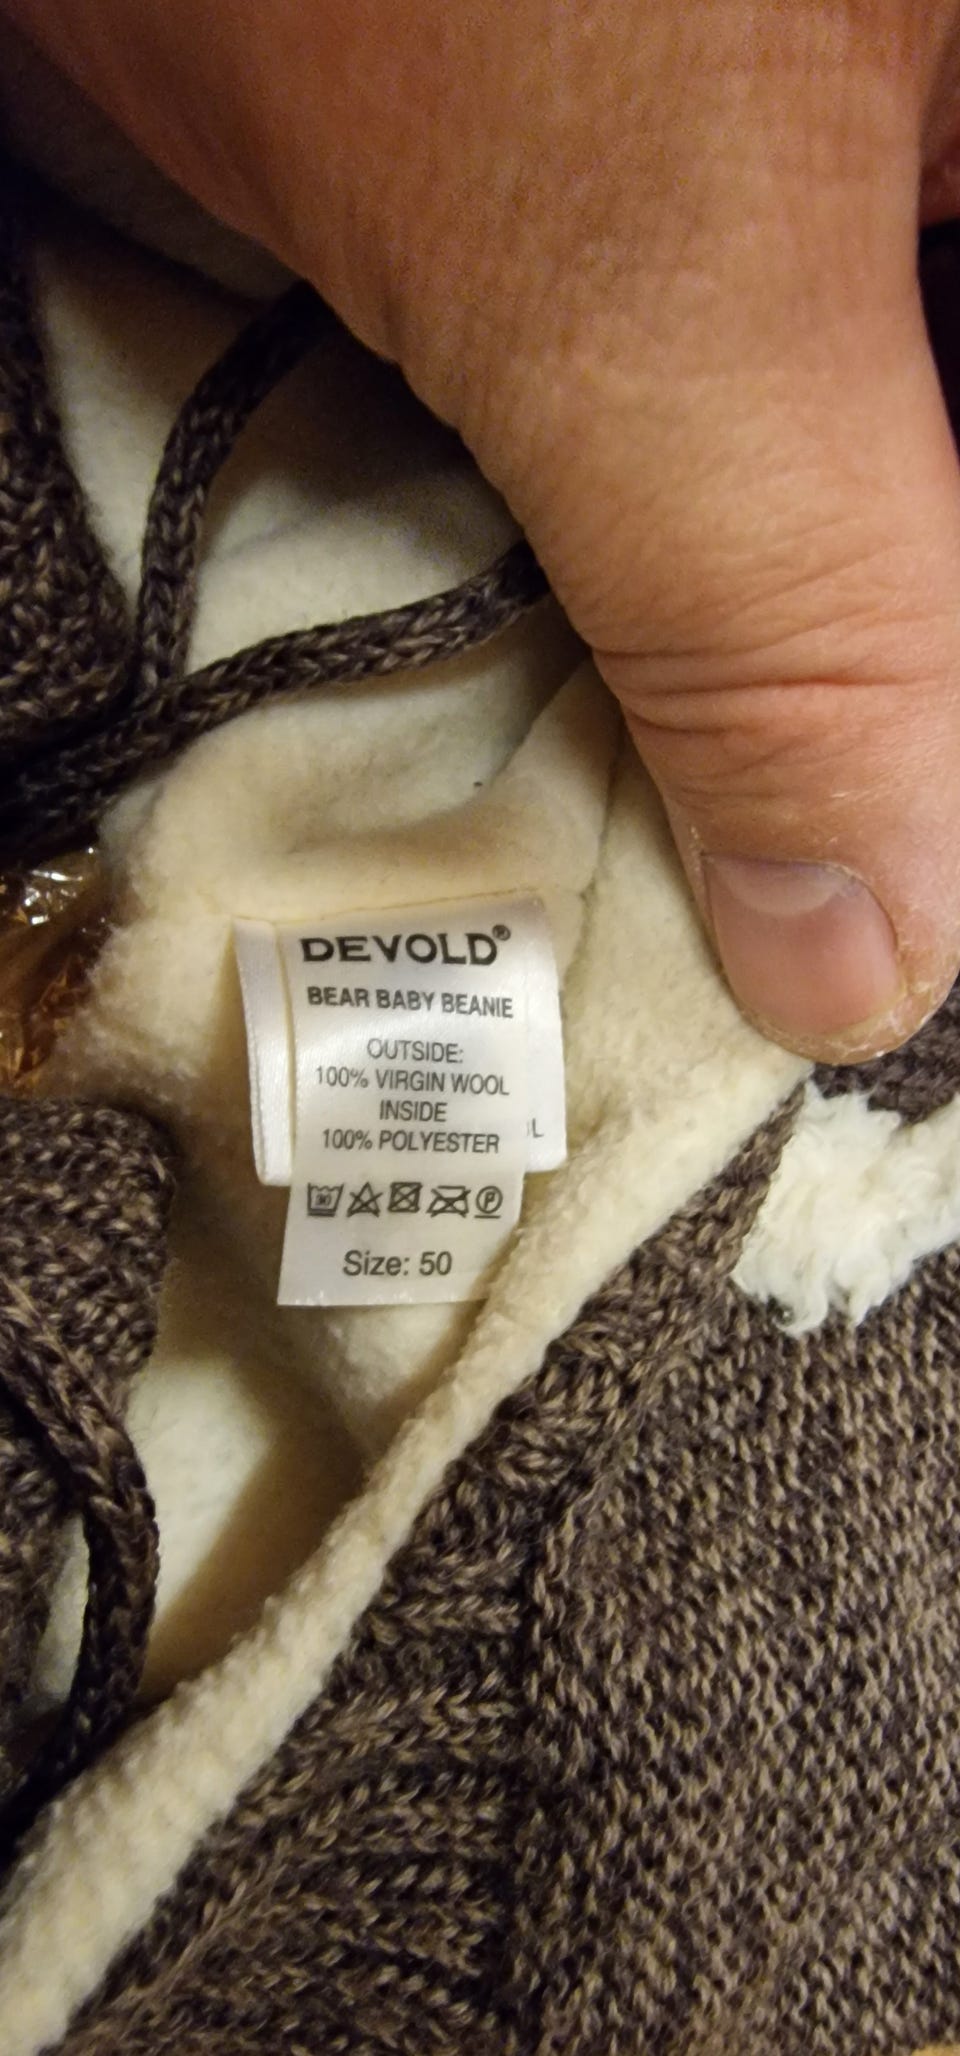 DEVOLD®
BEAR BABY BEANIE
OUTSIDE:
100% VIRGIN WOOL
INSIDE
100% POLYESTER
Size: 50